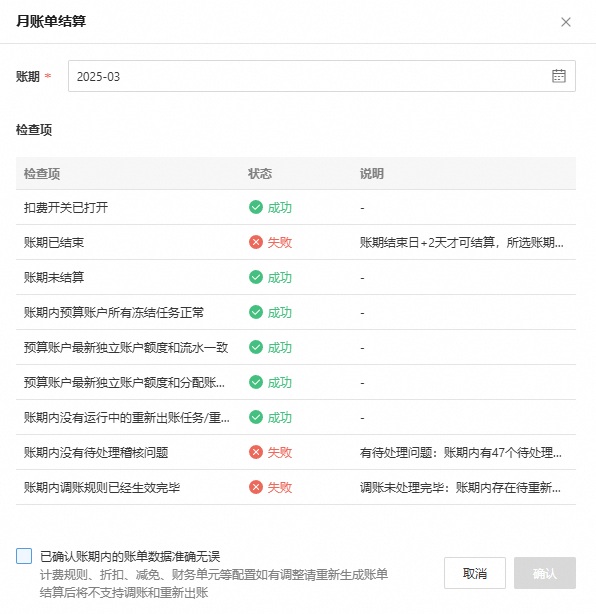 月账单结算
账期 *
2025-03
检查项
检查项 状态 说明
扣费开关已打开 成功 -
账期已结束 失败 账期结束日+2天才可结算，所选账期...
账期未结算 成功 -
账期内预算账户所有冻结任务正常 成功 -
预算账户最新独立账户额度和流水一致 成功 -
预算账户最新独立账户额度和分配账... 成功 -
账期内没有运行中的重新出账任务/重... 成功 -
账期内没有待处理稽核问题 失败 有待处理问题：账期内有47个待处理...
账期内调账规则已经生效完毕 失败 调账未处理完毕：账期内存在待重新...
已确认账期内的账单数据准确无误
计费规则、折扣、减免、财务单元等配置如有调整请重新生成账单
结算后将不支持调账和重新出账
取消 确认